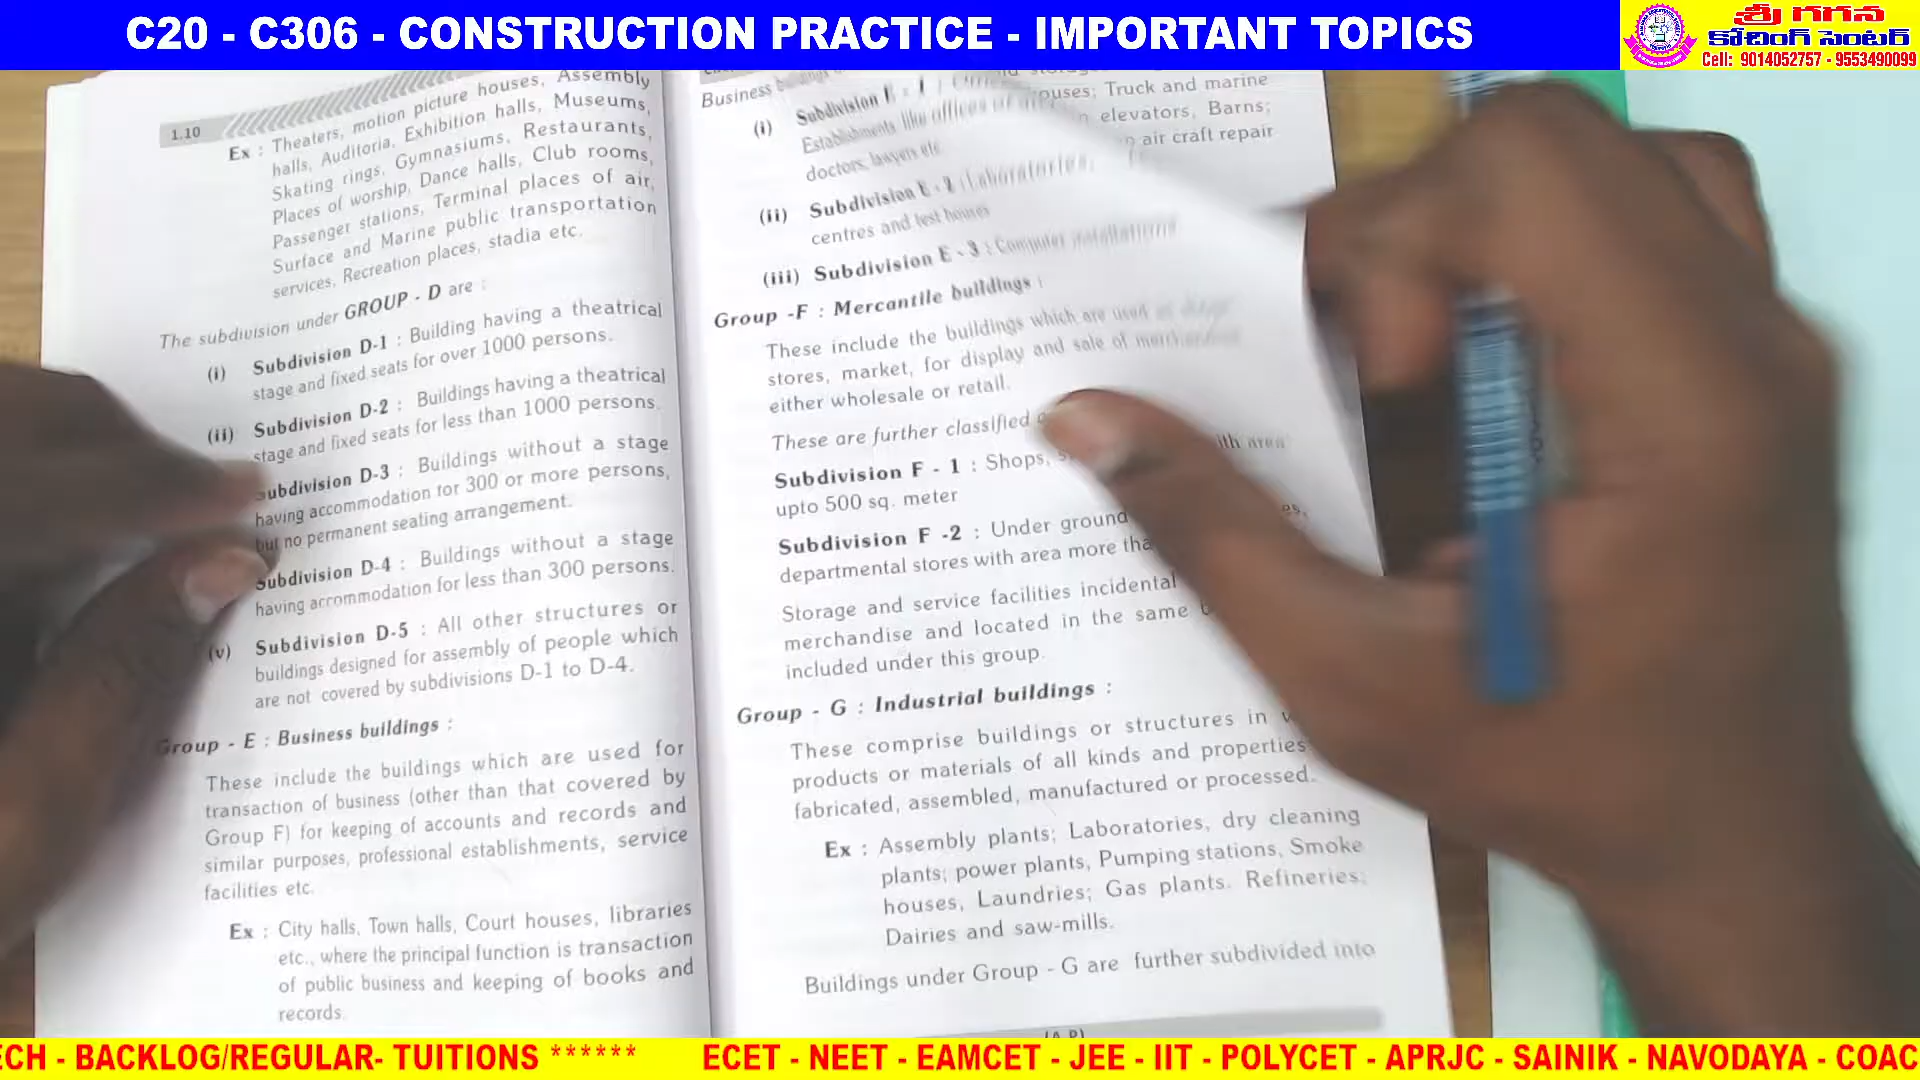 C20 - C306 - CONSTRUCTION PRACTICE - IMPORTANT TOPICS
శ్రీ గగన
కోచింగ్ సెంటర్
Cell: 9014052757 - 9553490099
1.10
Ex : Theaters, motion picture houses, Assembly
halls, Auditoria, Exhibition halls, Museums,
Skating rings, Gymnasiums, Restaurants,
Places of worship, Dance halls, Club rooms,
Passenger stations, Terminal places of air,
Surface and Marine public transportation
services, Recreation places, stadia etc.
The subdivision under GROUP - D are :
(i) Subdivision D-1 : Building having a theatrical
stage and fixed seats for over 1000 persons.
(ii) Subdivision D-2 : Buildings having a theatrical
stage and fixed seats for less than 1000 persons.
Subdivision D-3 : Buildings without a stage
having accommodation for 300 or more persons,
but no permanent seating arrangement.
Subdivision D-4 : Buildings without a stage
having accommodation for less than 300 persons.
(v) Subdivision D-5 : All other structures or
buildings designed for assembly of people which
are not covered by subdivisions D-1 to D-4.
Group - E : Business buildings :
These include the buildings which are used for
transaction of business (other than that covered by
Group F) for keeping of accounts and records and
similar purposes, professional establishments, service
facilities etc.
Ex : City halls, Town halls, Court houses, libraries
etc., where the principal function is transaction
of public business and keeping of books and
records.
Business
(i) Subdivision E - 1 :
Establishments like offices
doctors, lawyers etc
(ii) Subdivision E - 2 : Laboratories,
centres and test houses
(iii) Subdivision E - 3 : Computer installations
Truck and marine
elevators, Barns;
air craft repair
Group -F : Mercantile buildings :
These include the buildings which are used as
stores, market, for display and sale of merchandise
either wholesale or retail.
These are further classified
Subdivision F - 1 : Shops, with area
upto 500 sq. meter
Subdivision F -2 : Under ground
departmental stores with area more
Storage and service facilities incidental
merchandise and located in the same
included under this group.
Group - G : Industrial buildings :
These comprise buildings or structures in
products or materials of all kinds and properties
fabricated, assembled, manufactured or processed.
Ex : Assembly plants; Laboratories, dry cleaning
plants; power plants, Pumping stations, Smoke
houses, Laundries; Gas plants. Refineries;
Dairies and saw-mills.
Buildings under Group - G are further subdivided into
ECH - BACKLOG/REGULAR- TUITIONS ****** ECET - NEET - EAMCET - JEE - IIT - POLYCET - APRJC - SAINIK - NAVODAYA - COAC